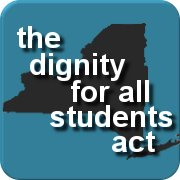 the
dignity
for all
students
act